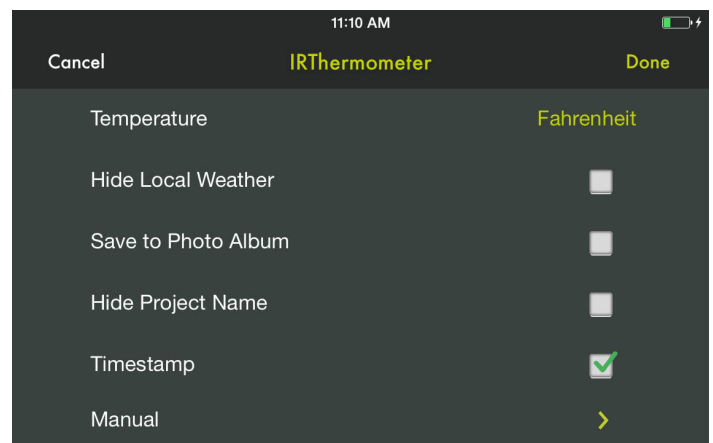 11:10 AM
Cancel IRThermometer Done
Temperature Fahrenheit
Hide Local Weather
Save to Photo Album
Hide Project Name
Timestamp
Manual